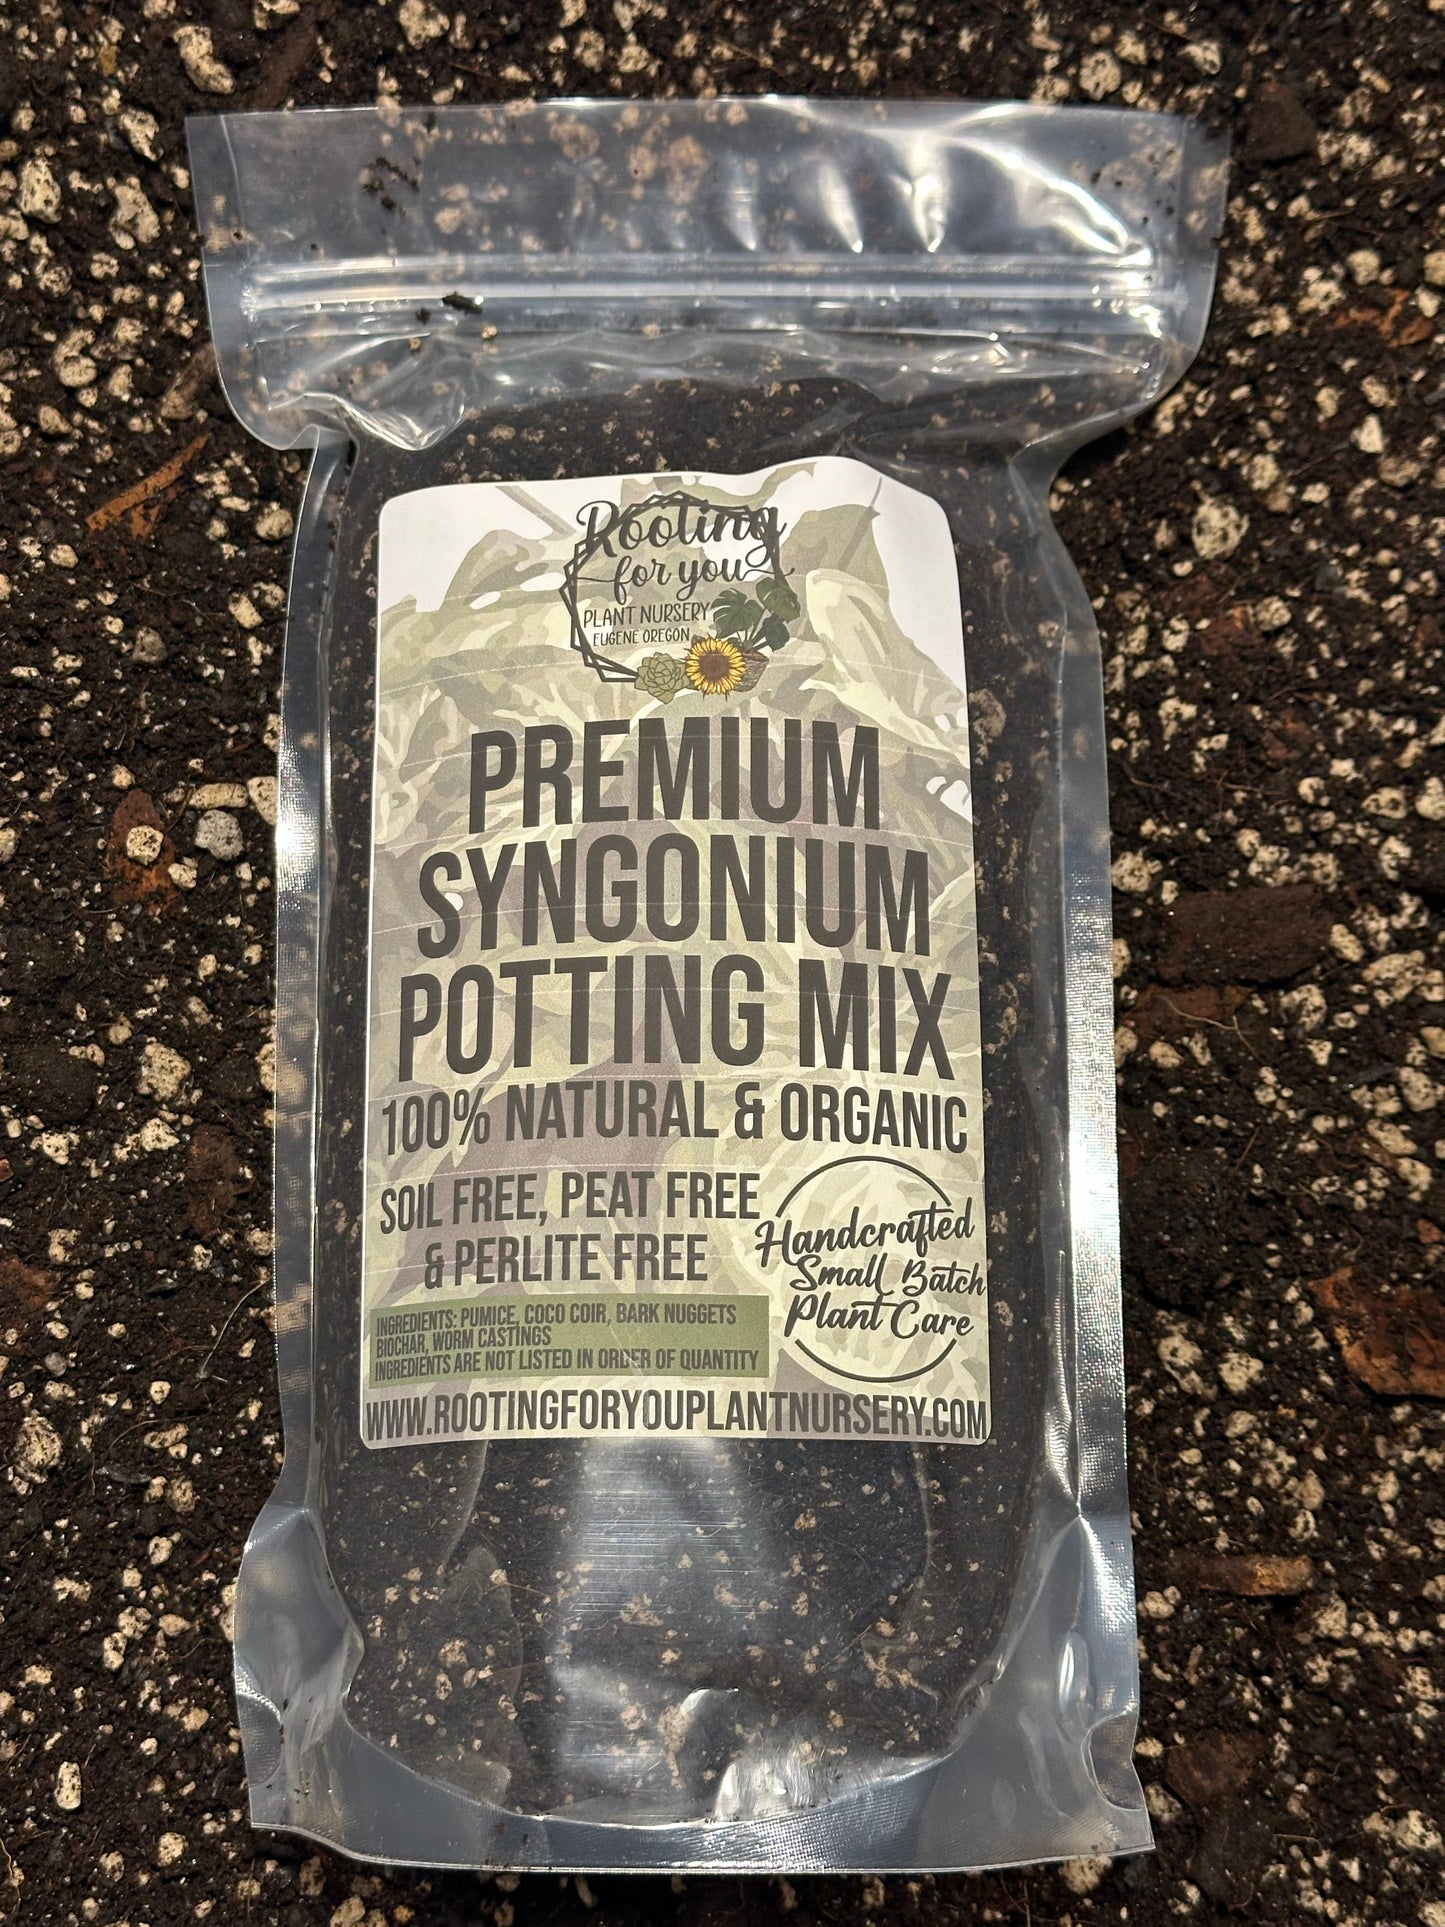 Rooting
for you
PLANT NURSERY
EUGENE OREGON
PREMIUM
SYNGONIUM
POTTING MIX
100% NATURAL & ORGANIC
SOIL FREE, PEAT FREE
& PERLITE FREE
Handcrafted
Small Batch
Plant Care
INGREDIENTS: PUMICE, COCO COIR, BARK NUGGETS
BIOCHAR, WORM CASTINGS
INGREDIENTS ARE NOT LISTED IN ORDER OF QUANTITY
WWW.ROOTINGFORYOUPLANTNURSERY.COM